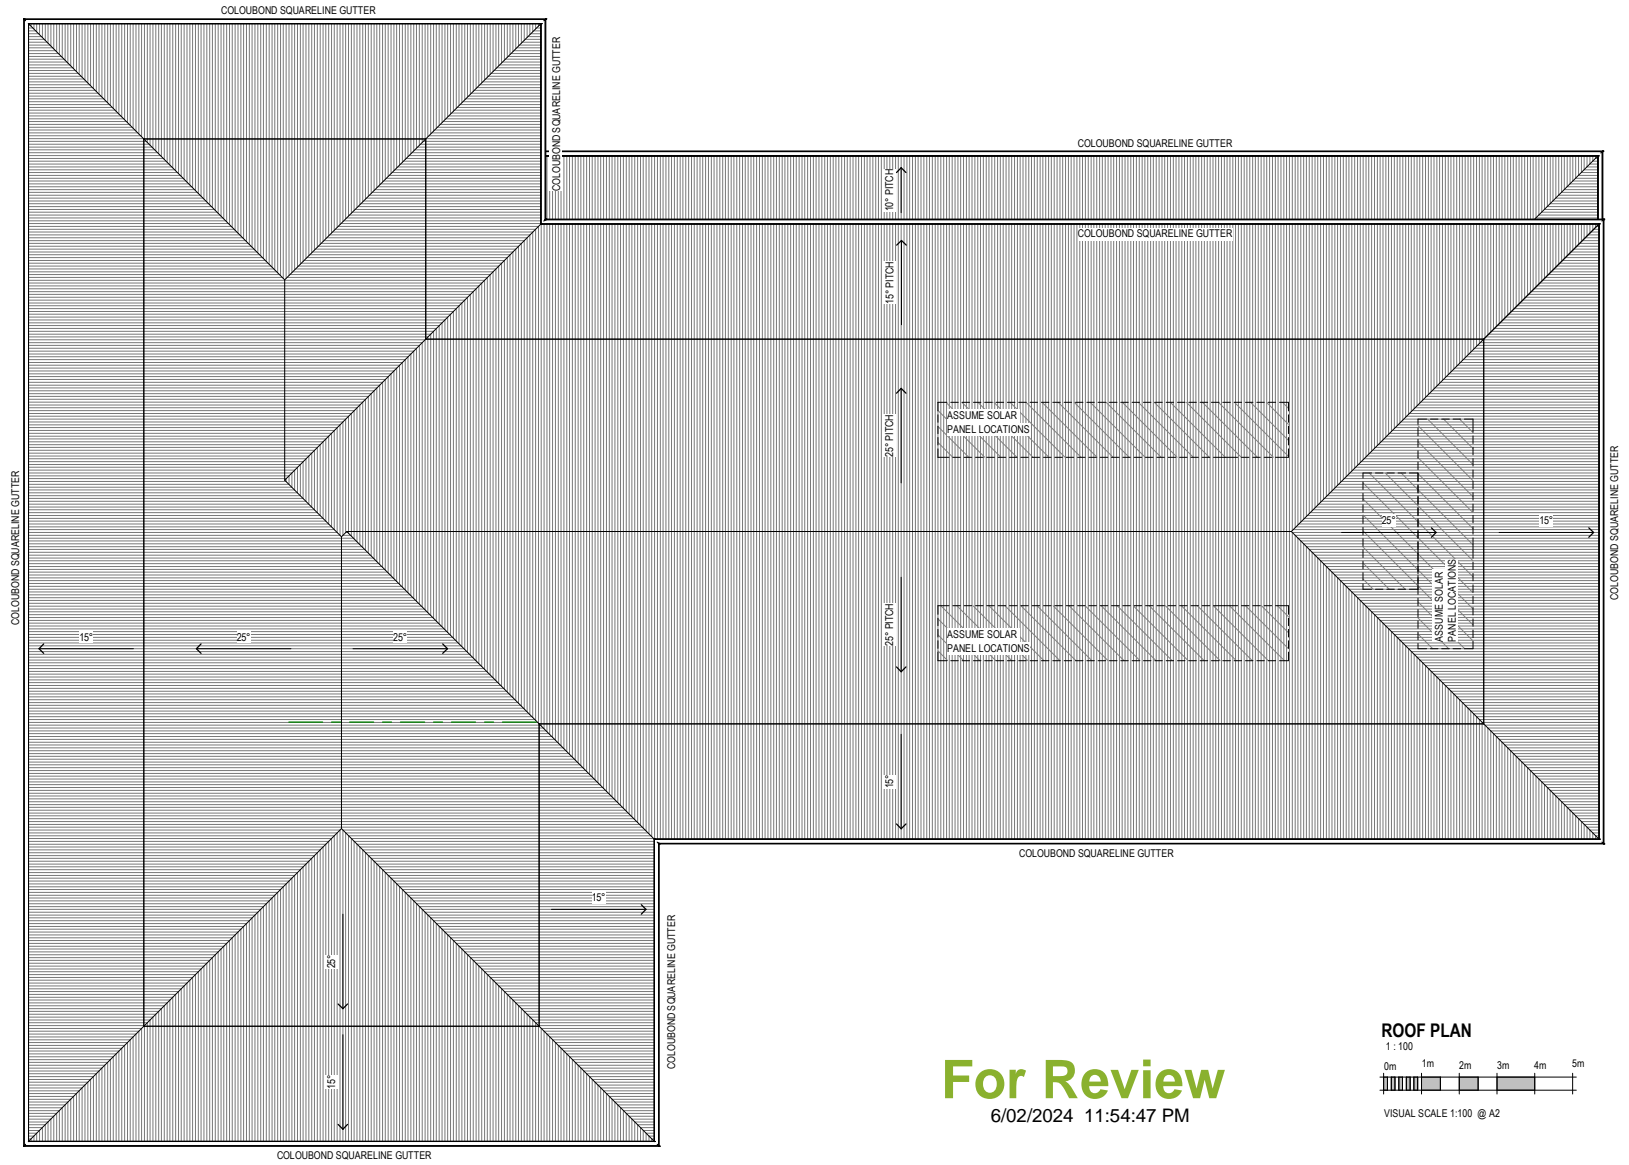 COLOUBOND SQUARELINE GUTTER
COLOUBOND SQUARELINE GUTTER
COLOUBOND SQUARELINE GUTTER
10° PITCH
COLOUBOND SQUARELINE GUTTER
15° PITCH
25° PITCH
ASSUME SOLAR
PANEL LOCATIONS
COLOUBOND SQUARELINE GUTTER
COLOUBOND SQUARELINE GUTTER
25°
15°
ASSUME SOLAR
PANEL LOCATIONS
15°
25°
25°
25° PITCH
ASSUME SOLAR
PANEL LOCATIONS
15°
COLOUBOND SQUARELINE GUTTER
15°
COLOUBOND SQUARELINE GUTTER
25°
15°
COLOUBOND SQUARELINE GUTTER
For Review
6/02/2024 11:54:47 PM
ROOF PLAN
1 : 100
0m 1m 2m 3m 4m 5m
VISUAL SCALE 1:100 @ A2